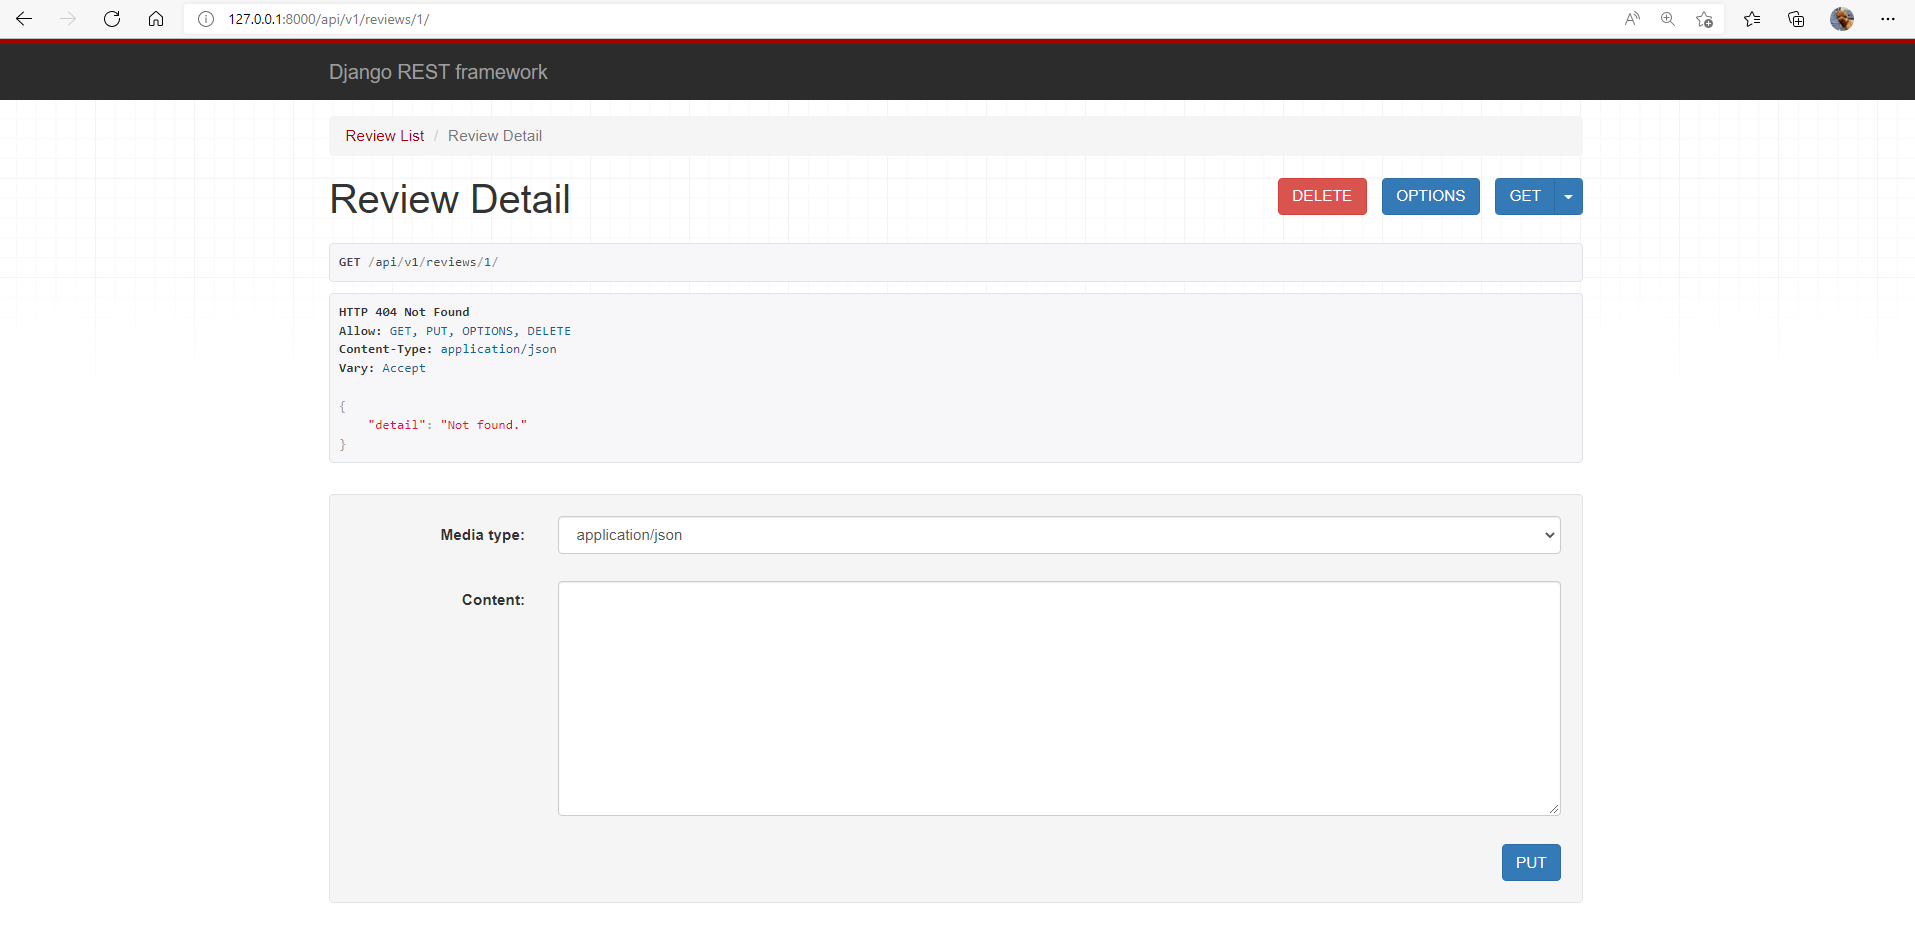 127.0.0.1:8000/api/v1/reviews/1/
Django REST framework
Review List / Review Detail
Review Detail
DELETE OPTIONS GET
GET /api/v1/reviews/1/
HTTP 404 Not Found
Allow: GET, PUT, OPTIONS, DELETE
Content-Type: application/json
Vary: Accept
{
"detail": "Not found."
}
Media type: application/json
Content:
PUT